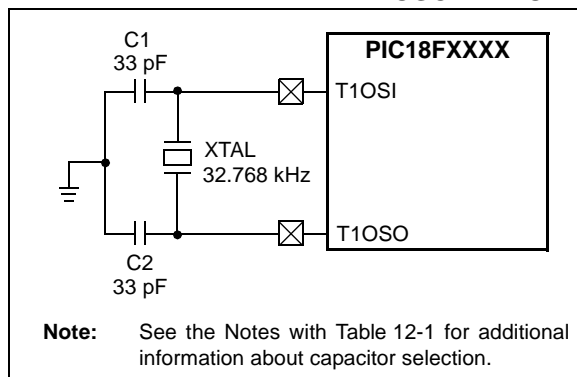 C1
33 pF
PIC18FXXXX
T1OSI
XTAL
32.768 kHz
T1OSO
C2
33 pF
Note: See the Notes with Table 12-1 for additional
information about capacitor selection.